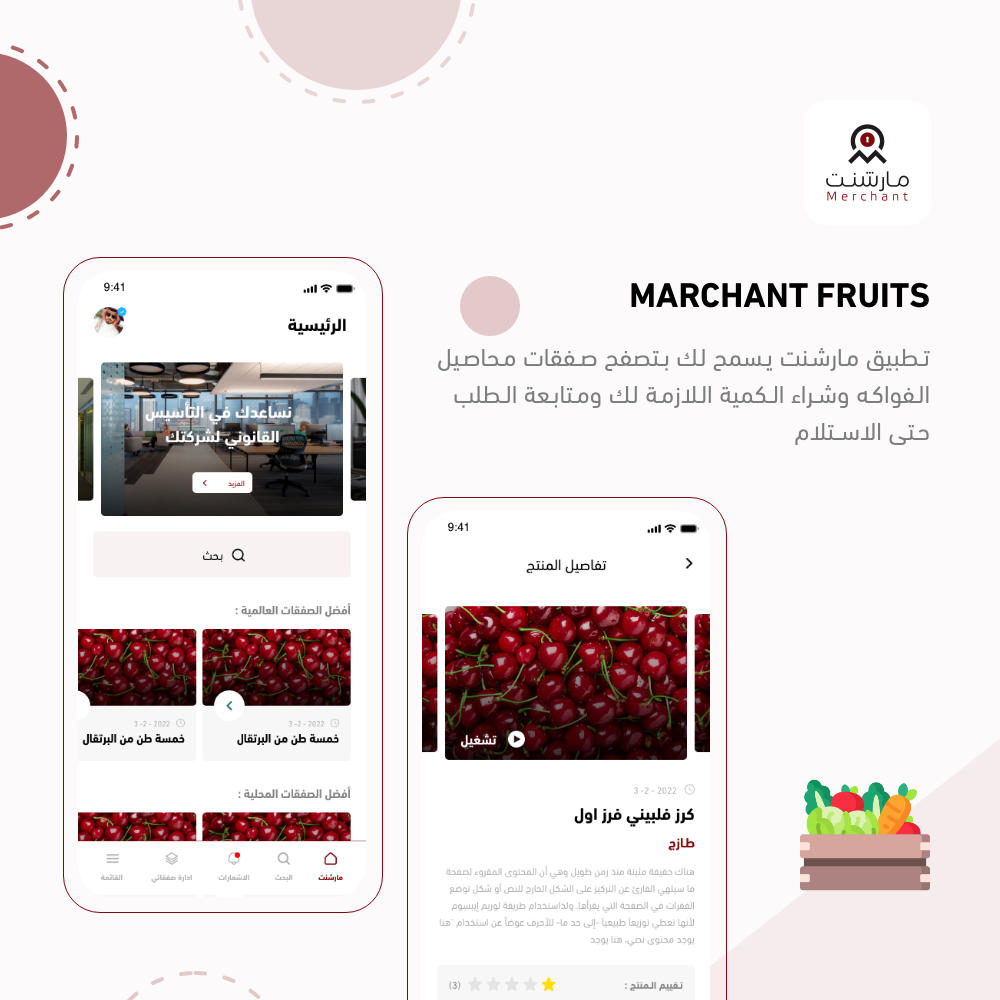 مارشنت
Merchant
MARCHANT FRUITS
تطبيق مارشنت يسمح لك بتصفح صفقات محاصيل
الفواكه وشراء الكمية اللازمة لك ومتابعة الطلب
حتى الاستلام
9:41
الرئيسية
نساعدك في التأسيس
القانوني لشركتك
المزيد
بحث
أفضل الصفقات العالمية :
3 -2 - 2022
3 -2 - 2022
خمسة طن من البرتقال
خمسة طن من البرتقال
أفضل الصفقات المحلية :
مارشنت
البحث
الاشعارات
ادارة صفقاتي
القائمة
9:41
تفاصيل المنتج
تشغيل
3 -2 - 2022
كرز فلبيني فرز اول
طازج
هناك حقيقة مثبتة منذ زمن طويل وهي أن المحتوى المقروء لصفحة
ما سيلهي القارئ عن التركيز على الشكل الخارج للنص أو شكل توضع
الفقرات في الصفحة التي يقرأها. ولذاستخدام طريقة لوريم إيبسوم
لأنها تعطي توزيعاَ طبيعياَ -إلى حد ما- للأحرف عوضاً عن استخدام "هنا
يوجد محتوى نصي، هنا يوجد
تقييم المنتج :
(3)